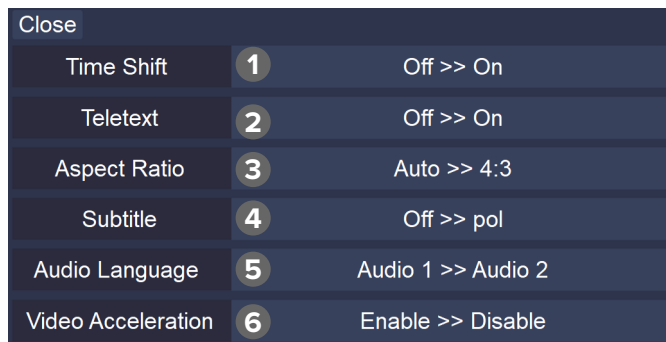 Close
Time Shift 1 Off >> On
Teletext 2 Off >> On
Aspect Ratio 3 Auto >> 4:3
Subtitle 4 Off >> pol
Audio Language 5 Audio 1 >> Audio 2
Video Acceleration 6 Enable >> Disable